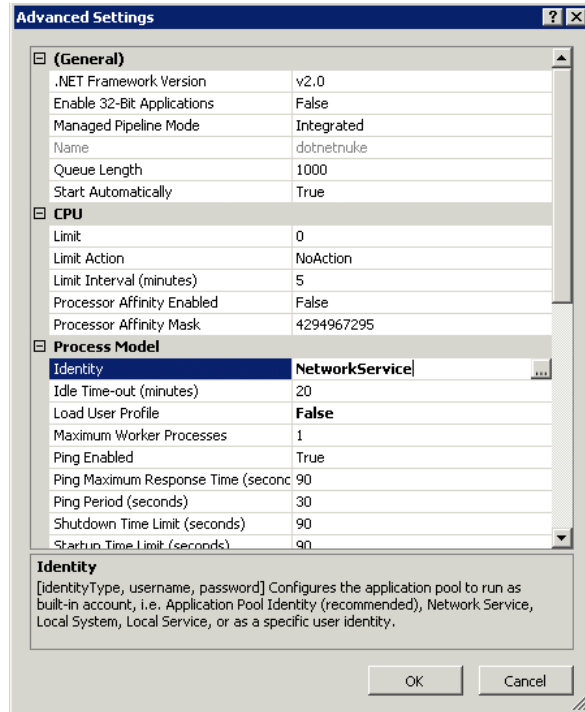 Advanced Settings
(General)
.NET Framework Version v2.0
Enable 32-Bit Applications False
Managed Pipeline Mode Integrated
Name dotnetnuke
Queue Length 1000
Start Automatically True
CPU
Limit 0
Limit Action NoAction
Limit Interval (minutes) 5
Processor Affinity Enabled False
Processor Affinity Mask 4294967295
Process Model
Identity NetworkService ...
Idle Time-out (minutes) 20
Load User Profile False
Maximum Worker Processes 1
Ping Enabled True
Ping Maximum Response Time (seconc 90
Ping Period (seconds) 30
Shutdown Time Limit (seconds) 90
Startup Time Limit (seconds) 90
Identity
[identityType, username, password] Configures the application pool to run as
built-in account, i.e. Application Pool Identity (recommended), Network Service,
Local System, Local Service, or as a specific user identity.
OK Cancel